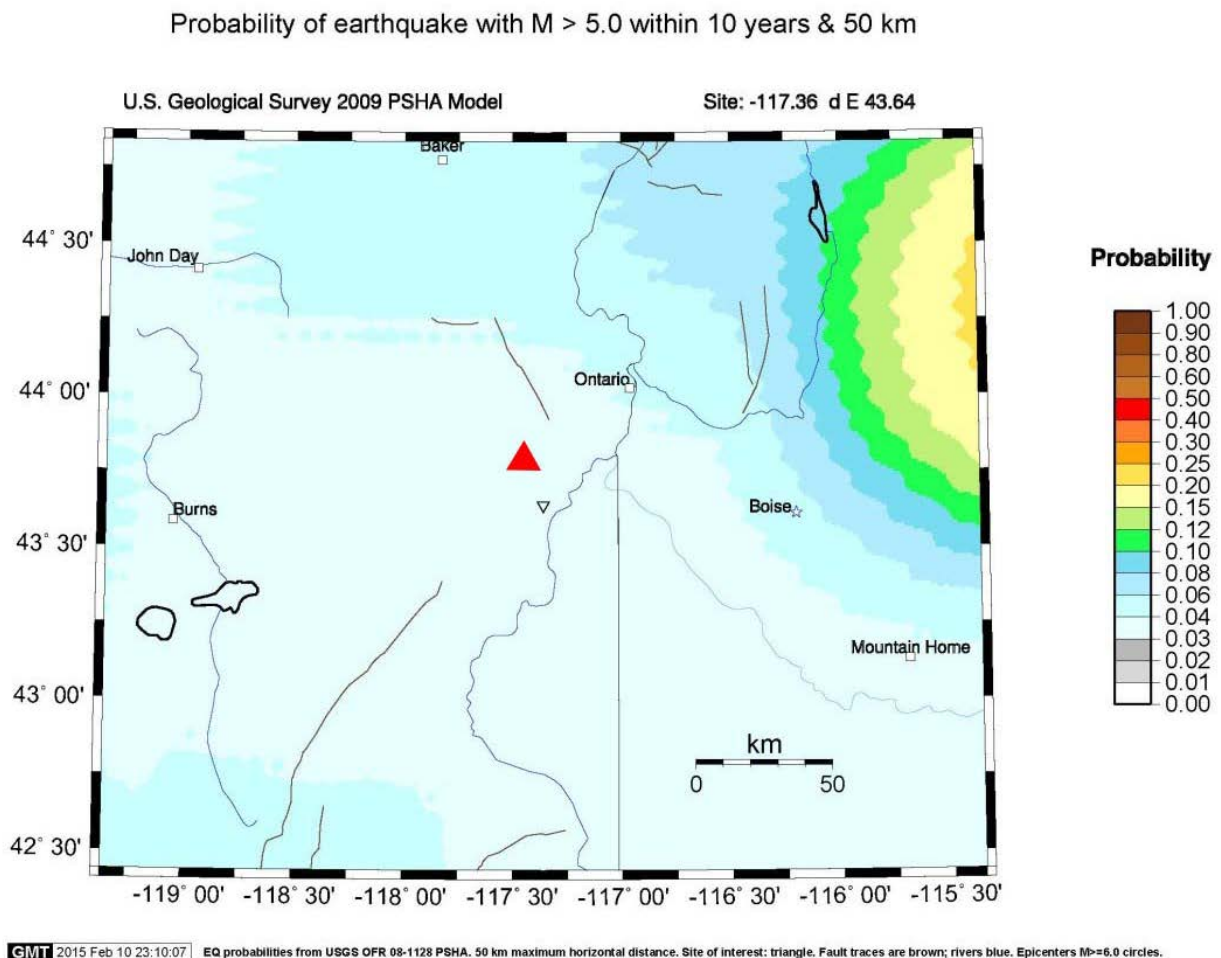 Probability of earthquake with M > 5.0 within 10 years & 50 km
U.S. Geological Survey 2009 PSHA Model Site: -117.36 d E 43.64
Baker
44° 30'
John Day
Probability
1.00
0.90
0.80
0.60
0.50
0.40
0.30
0.25
0.20
0.15
0.12
0.10
0.08
0.06
0.04
0.03
0.02
0.01
0.00
Ontario
44° 00'
Burns
Boise
43° 30'
Mountain Home
43° 00'
km
0 50
42° 30'
-119° 00' -118° 30' -118° 00' -117° 30' -117° 00' -116° 30' -116° 00' -115° 30'
GMT 2015 Feb 10 23:10:07 EQ probabilities from USGS OFR 08-1128 PSHA. 50 km maximum horizontal distance. Site of interest: triangle. Fault traces are brown; rivers blue. Epicenters M>=6.0 circles.